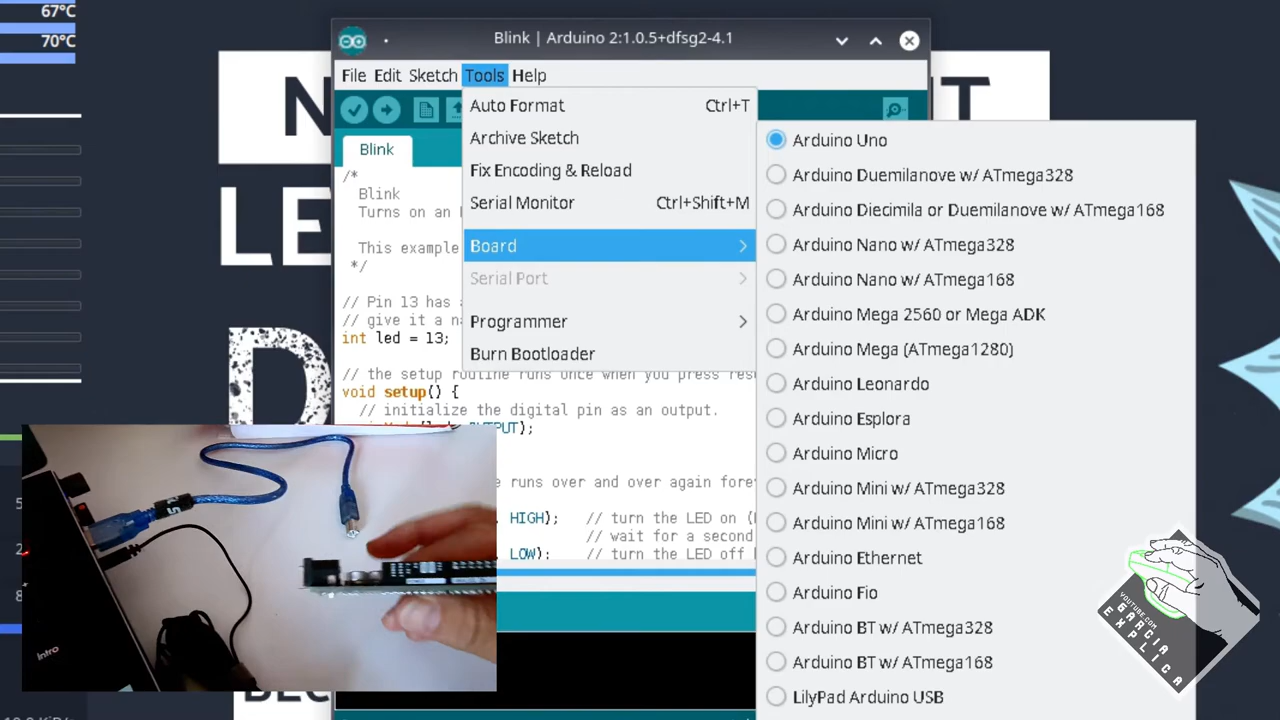 67°C
70°C
Blink | Arduino 2:1.0.5+dfsg2-4.1
File Edit Sketch Tools Help
Auto Format Ctrl+T
Archive Sketch
Fix Encoding & Reload
Serial Monitor Ctrl+Shift+M
Board
Serial Port
Programmer
Burn Bootloader
Arduino Uno
Arduino Duemilanove w/ ATmega328
Arduino Diecimila or Duemilanove w/ ATmega168
Arduino Nano w/ ATmega328
Arduino Nano w/ ATmega168
Arduino Mega 2560 or Mega ADK
Arduino Mega (ATmega1280)
Arduino Leonardo
Arduino Esplora
Arduino Micro
Arduino Mini w/ ATmega328
Arduino Mini w/ ATmega168
Arduino Ethernet
Arduino Fio
Arduino BT w/ ATmega328
Arduino BT w/ ATmega168
LilyPad Arduino USB
Blink
/*
Blink
Turns on an
This example
*/
// Pin 13 has
// give it a
int led = 13;
// the setup routine runs once when you press
void setup() {
// initialize the digital pin as an output.
OUTPUT);
runs over and over again
HIGH); // turn the LED on
// wait for a second
LOW); // turn the LED off
N T
LE
D
Intro
YOUTUBE.COM
GARCIA
EXPLICA